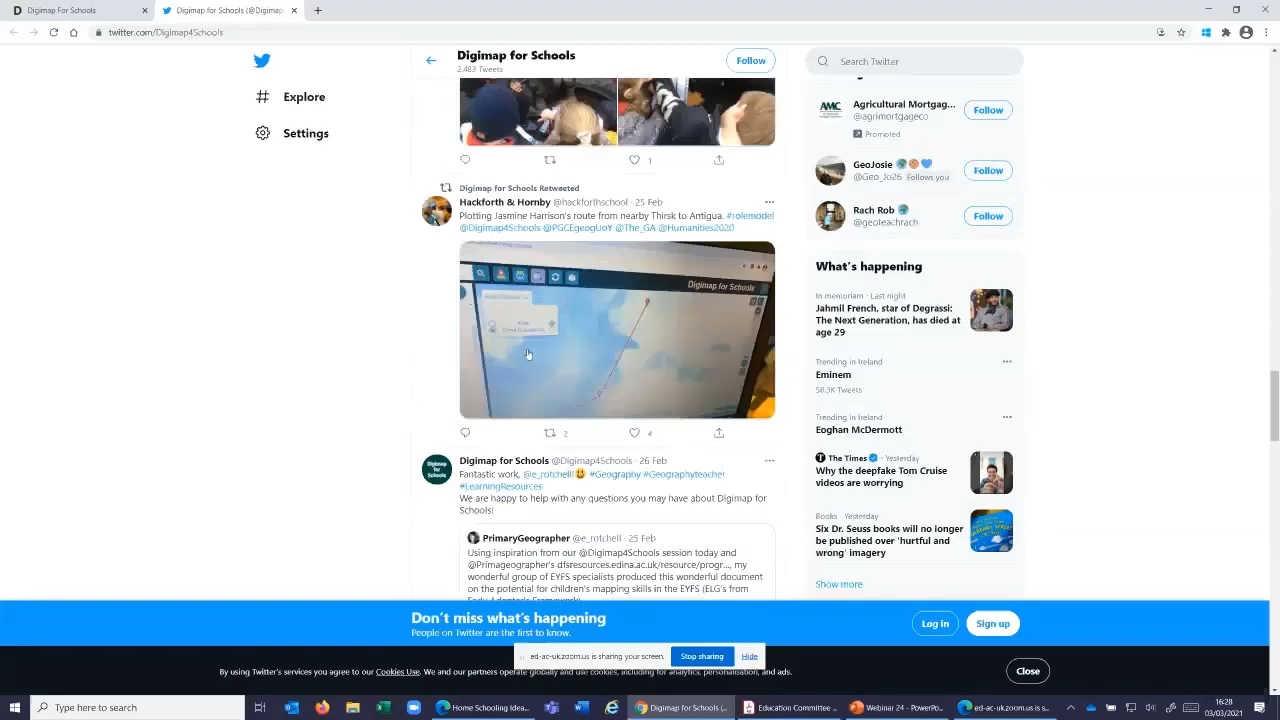 Digimap For Schools
Digimap for Schools (@Digimap
twitter.com/Digimap4Schools
Explore
Settings
Digimap for Schools
2,483 Tweets
Follow
1
Digimap for Schools Retweeted
Hackforth & Hornby @hackforthschool · 25 Feb
Plotting Jasmine Harrison's route from nearby Thirsk to Antigua. #rolemodel
@Digimap4Schools @PGCEgeogUoY @The_GA @Humanities2020
Digimap for Schools
2
4
Digimap for Schools @Digimap4Schools · 26 Feb
Fantastic work, @e_rotchell! #Geography #Geographyteacher
#LearningResources
We are happy to help with any questions you may have about Digimap for
Schools!
PrimaryGeographer @e_rotchell · 25 Feb
Using inspiration from our @Digimap4Schools session today and
@Primageographer's dfsresources.edina.ac.uk/resource/progr..., my
wonderful group of EYFS specialists produced this wonderful document
on the potential for children's mapping skills in the EYFS (ELG's from
Early Adopter's Framework)
Search Twitter
AMC
Agricultural Mortgag...
@agrimortgageco
Follow
Promoted
GeoJosie
@Geo_Jo26 Follows you
Follow
Rach Rob
@geoteachrach
Follow
What's happening
In memoriam · Last night
Jahmil French, star of Degrassi:
The Next Generation, has died at
age 29
Trending in Ireland
Eminem
58.3K Tweets
Trending in Ireland
Eoghan McDermott
The Times · Yesterday
Why the deepfake Tom Cruise
videos are worrying
Books · Yesterday
Six Dr. Seuss books will no longer
be published over 'hurtful and
wrong' imagery
Show more
Don't miss what's happening
People on Twitter are the first to know.
Log in
Sign up
ed-ac-uk.zoom.us is sharing your screen.
Stop sharing
Hide
By using Twitter's services you agree to our Cookies Use. We and our partners operate globally and use cookies, including for analytics, personalisation, and ads.
Close
Type here to search
Home Schooling Idea...
Digimap for Schools (...
Education Committee ...
Webinar 24 - PowerPo...
ed-ac-uk.zoom.us is s...
16:28
03/03/2021